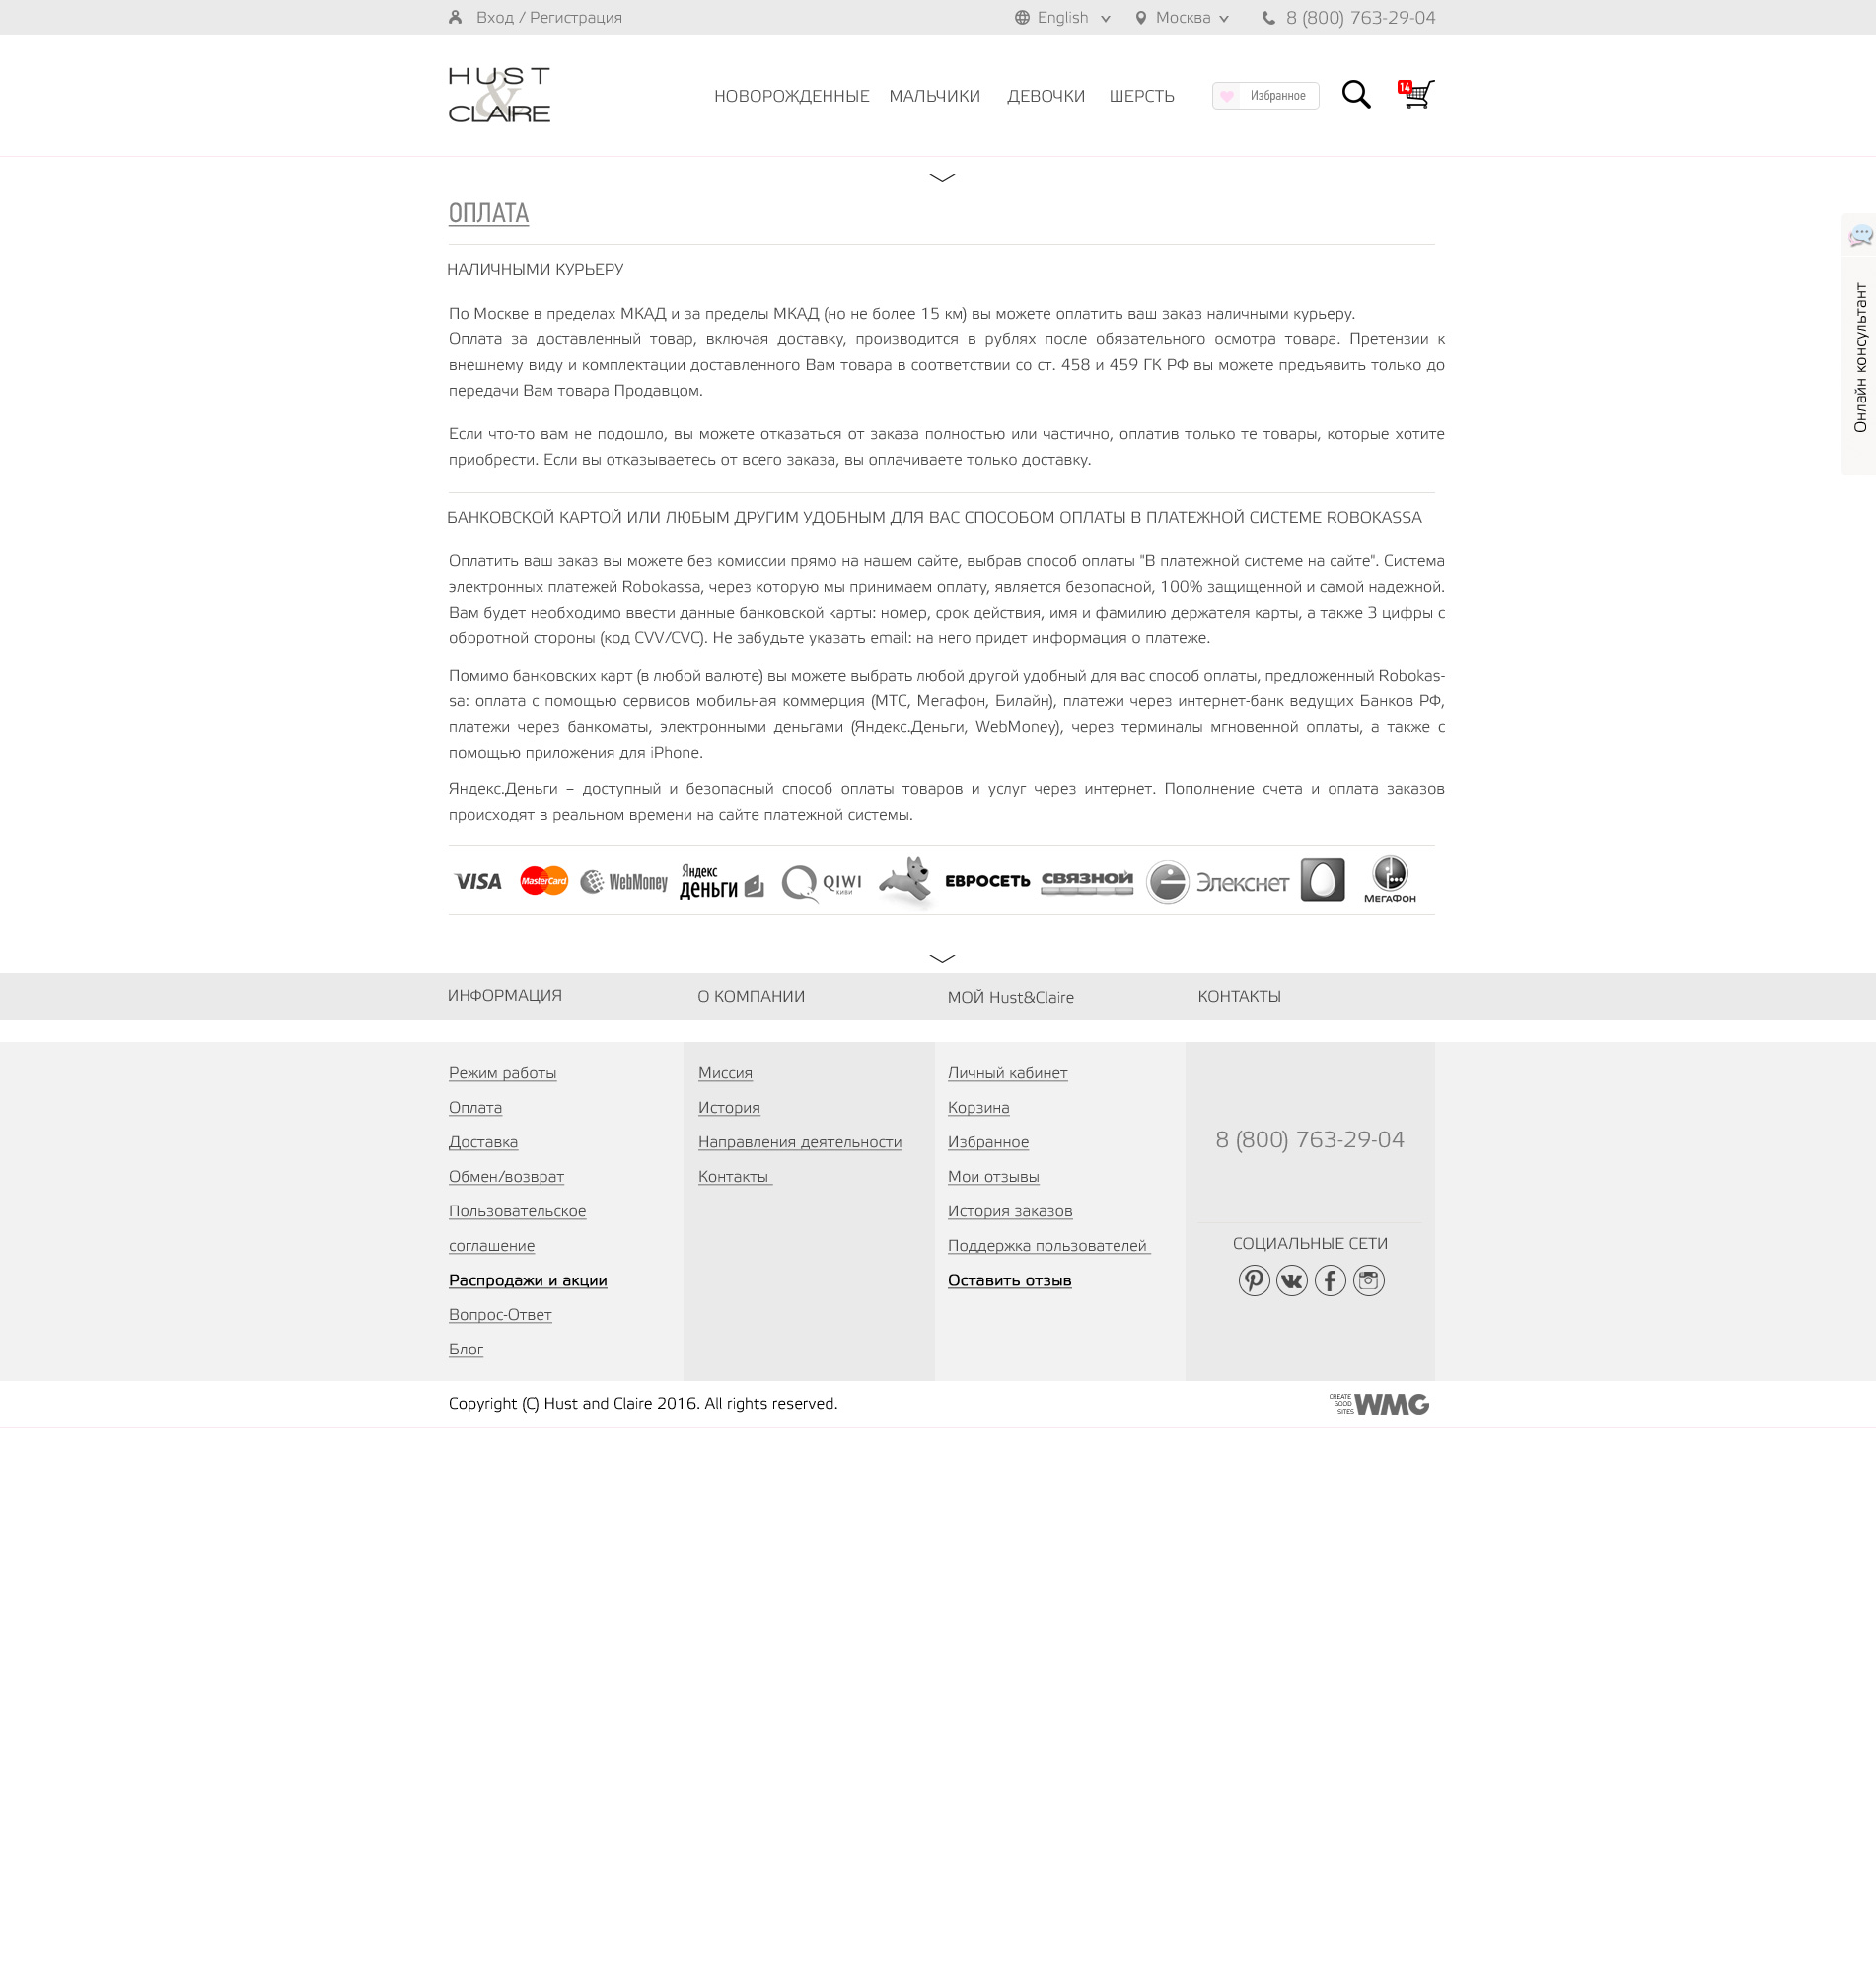 Вход / Регистрация
English
Москва
8 (800) 763-29-04
HUST
&
CLAIRE
НОВОРОЖДЕННЫЕ
МАЛЬЧИКИ
ДЕВОЧКИ
ШЕРСТЬ
Избранное
14
ОПЛАТА
Онлайн консультант
НАЛИЧНЫМИ КУРЬЕРУ
По Москве в пределах МКАД и за пределы МКАД (но не более 15 км) вы можете оплатить ваш заказ наличными курьеру.
Оплата за доставленный товар, включая доставку, производится в рублях после обязательного осмотра товара. Претензии к
внешнему виду и комплектации доставленного Вам товара в соответствии со ст. 458 и 459 ГК РФ вы можете предъявить только до
передачи Вам товара Продавцом.
Если что-то вам не подошло, вы можете отказаться от заказа полностью или частично, оплатив только те товары, которые хотите
приобрести. Если вы отказываетесь от всего заказа, вы оплачиваете только доставку.
БАНКОВСКОЙ КАРТОЙ ИЛИ ЛЮБЫМ ДРУГИМ УДОБНЫМ ДЛЯ ВАС СПОСОБОМ ОПЛАТЫ В ПЛАТЕЖНОЙ СИСТЕМЕ ROBOKASSA
Оплатить ваш заказ вы можете без комиссии прямо на нашем сайте, выбрав способ оплаты "В платежной системе на сайте". Система
электронных платежей Robokassa, через которую мы принимаем оплату, является безопасной, 100% защищенной и самой надежной.
Вам будет необходимо ввести данные банковской карты: номер, срок действия, имя и фамилию держателя карты, а также 3 цифры с
оборотной стороны (код CVV/CVC). Не забудьте указать email: на него придет информация о платеже.
Помимо банковских карт (в любой валюте) вы можете выбрать любой другой удобный для вас способ оплаты, предложенный Robokas-
sa: оплата с помощью сервисов мобильная коммерция (МТС, Мегафон, Билайн), платежи через интернет-банк ведущих Банков РФ,
платежи через банкоматы, электронными деньгами (Яндекс.Деньги, WebMoney), через терминалы мгновенной оплаты, а также с
помощью приложения для iPhone.
Яндекс.Деньги – доступный и безопасный способ оплаты товаров и услуг через интернет. Пополнение счета и оплата заказов
происходят в реальном времени на сайте платежной системы.
VISA
MasterCard
WebMoney
Яндекс
деньги
QIWI
КИВИ
ЕВРОСЕТЬ
СВЯЗНОЙ
Элекснет
МЕГАФОН
ИНФОРМАЦИЯ
О КОМПАНИИ
МОЙ Hust&Claire
КОНТАКТЫ
Режим работы
Оплата
Доставка
Обмен/возврат
Пользовательское
соглашение
Распродажи и акции
Вопрос-Ответ
Блог
Миссия
История
Направления деятельности
Контакты
Личный кабинет
Корзина
Избранное
Мои отзывы
История заказов
Поддержка пользователей
Оставить отзыв
8 (800) 763-29-04
СОЦИАЛЬНЫЕ СЕТИ
Copyright (C) Hust and Claire 2016. All rights reserved.
CREATE
GOOD
SITES
WMG